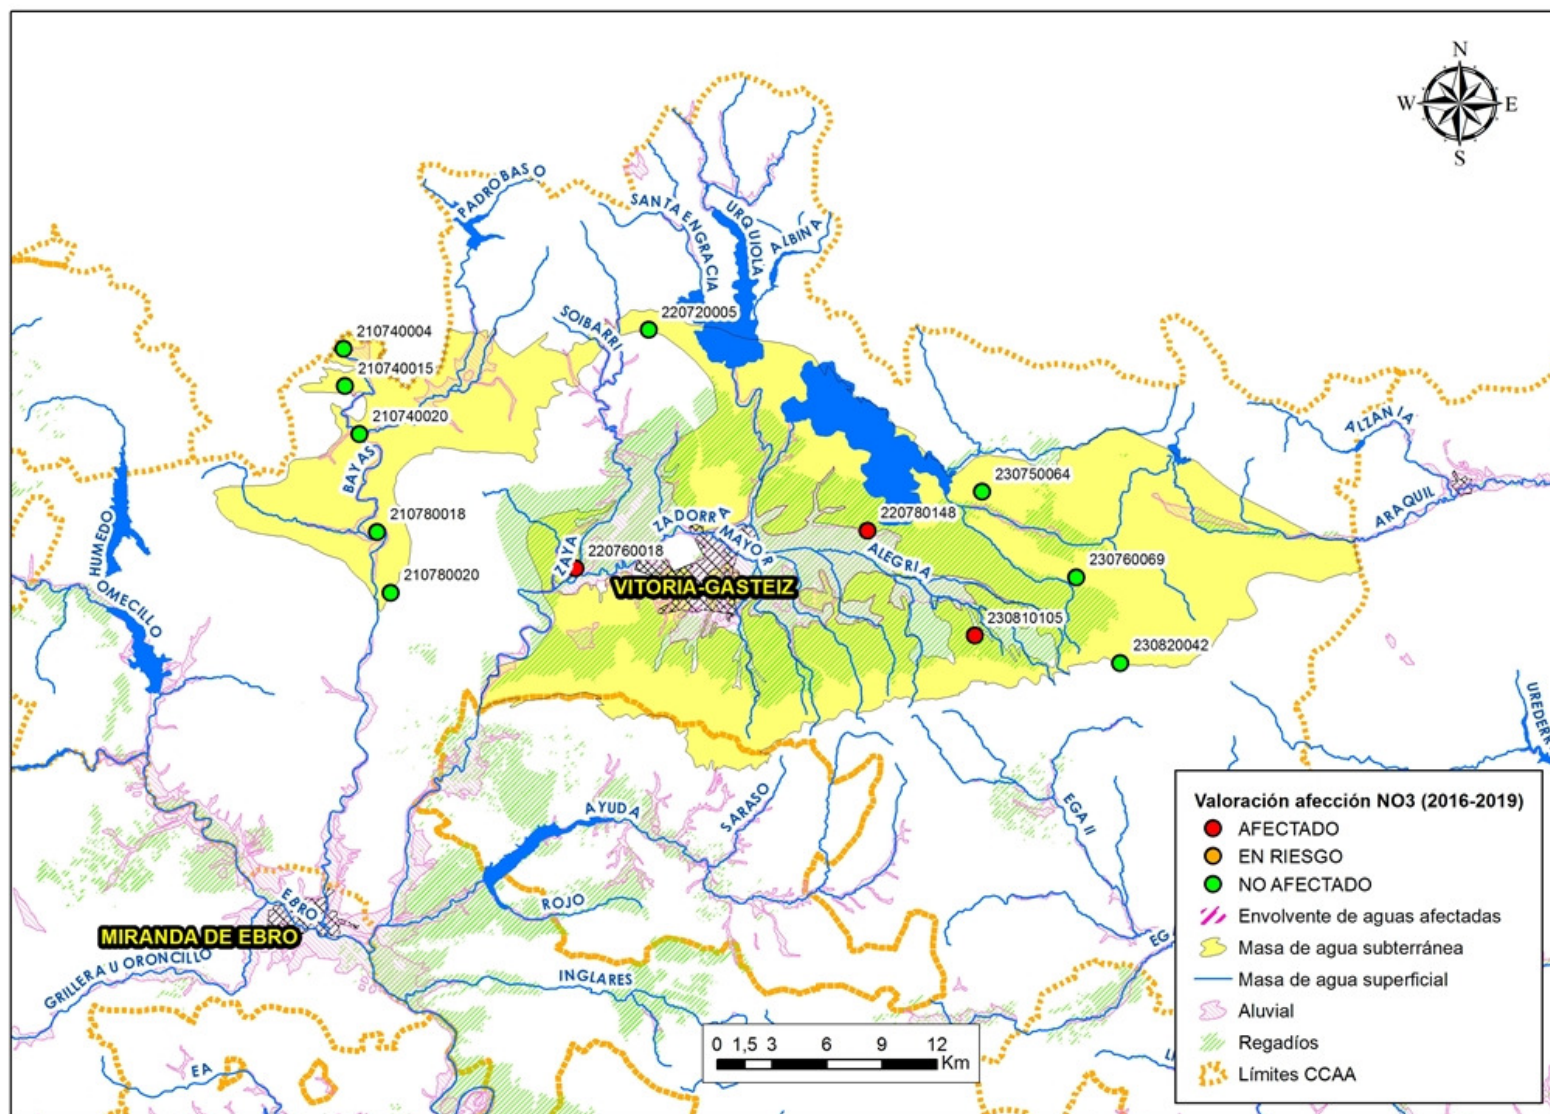 N
W
E
S
PADROBASO
SANTA ENGRACIA
URQUIOLA
ALBINA
220720005
SOIBARRI
210740004
210740015
210740020
BAYAS
ALZANIA
ARAQUIL
230750064
220780148
210780018
HUMEDO
OMECILLO
ZADORRA
MAYOR
ALEGRIA
ZAYA
220760018
230760069
210780020
VITORIA-GASTEIZ
230810105
230820042
UREDERR
AYUDA
SARASO
EGA II
ROJO
EBRO
MIRANDA DE EBRO
GRILLERA U ORONCILLO
INGLARES
EG
EA
0 1,5 3 6 9 12
Km
Valoración afección NO3 (2016-2019)
AFECTADO
EN RIESGO
NO AFECTADO
Envolvente de aguas afectadas
Masa de agua subterránea
Masa de agua superficial
Aluvial
Regadíos
Límites CCAA